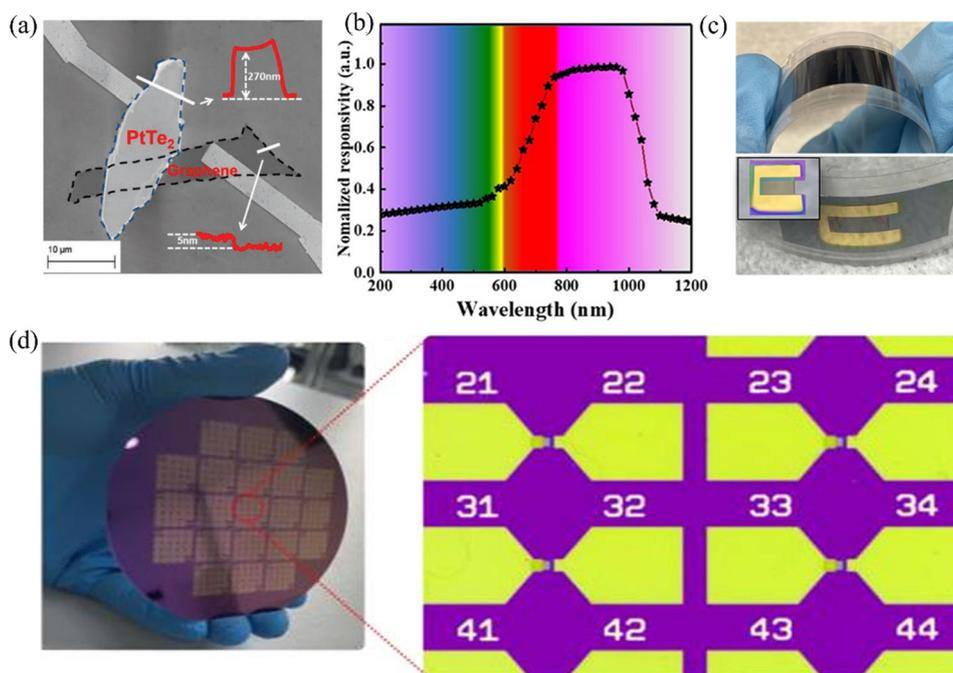 (a)
270nm
PtTe2
Graphene
5nm
10 μm
(b)
Nomalized responsivity (a.u.)
1.0
0.8
0.6
0.4
0.2
0.0
200 400 600 800 1000 1200
Wavelength (nm)
(c)
(d)
21 22 23 24
31 32 33 34
41 42 43 44